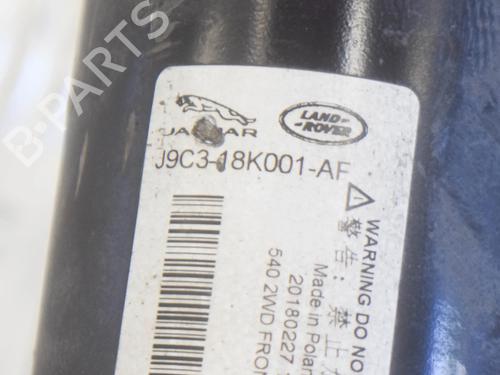 B-PARTS
JAGUAR
LAND-
-ROVER
J9C3-18K001-AF
WARNING DO NO
警告: 禁止
Made in Polan
20180227
540 2WD FRON